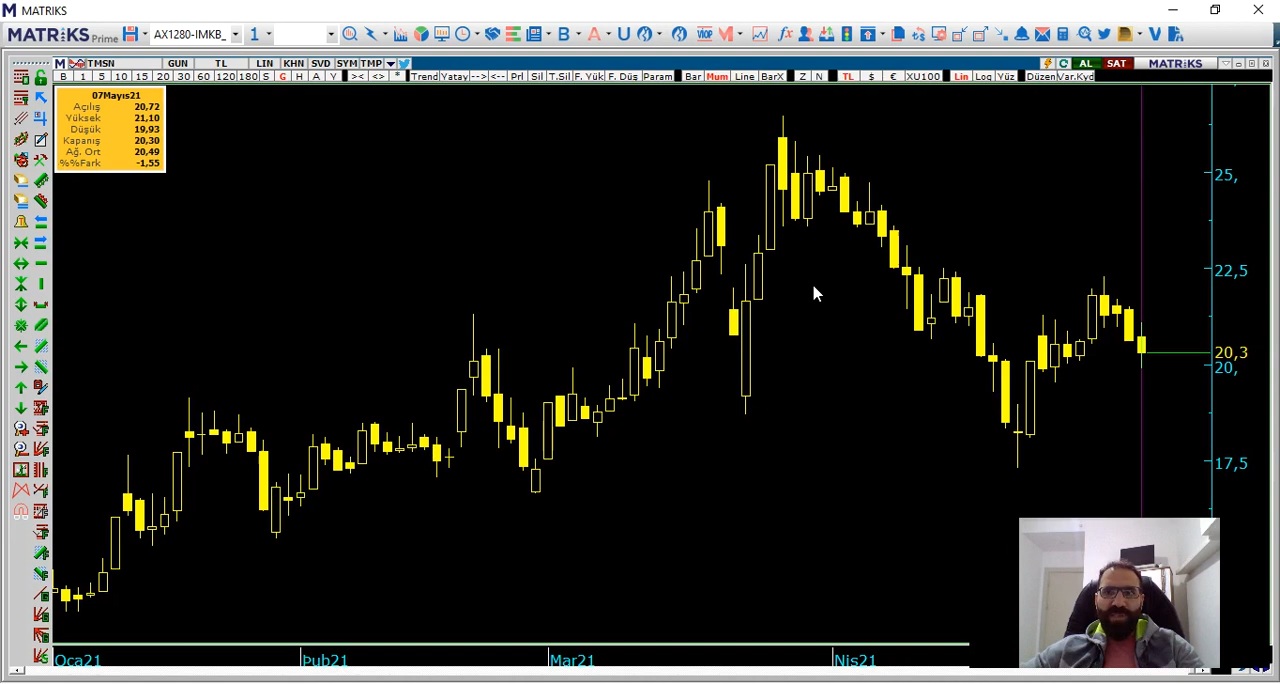 MATRIKS
MATRIKS Prime AX1280-IMKB_ 1 B A U VIOP M fx V
M TMSN GUN TL LIN KHN SVD SYM TMP AL SAT MATRIKS
B 1 5 10 15 20 30 60 120 180 S G H A Y >< <> * Trend Yatay --> <-- Prl Sil T.Sil F. Yük F. Düş Param Bar Mum Line BarX Z N TL $ € XU100 Lin Log Yüz Düzen Var.Kyd
07Mayıs21
Açılış 20,72
Yüksek 21,10
Düşük 19,93
Kapanış 20,30
Ağ. Ort 20,49
%%Fark -1,55
25,
22,5
20,3
20,
17,5
Oca21 Þub21 Mar21 Nis21